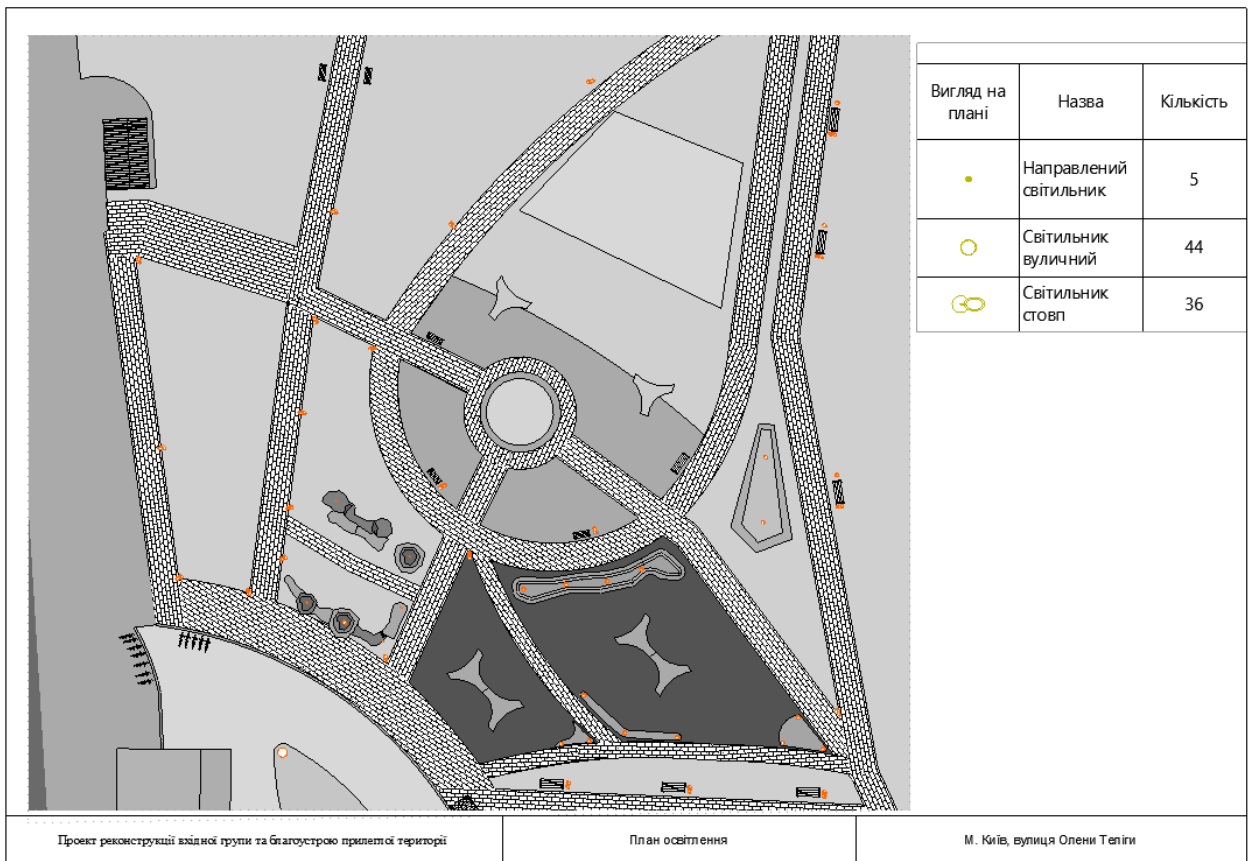 Вигляд на
плані
Назва
Кількість
Направлений
світильник
5
Світильник
вуличний
44
Світильник
стовп
36
Проект реконструкції вхідної групи та благоустрою прилеглої території
План освітлення
М. Київ, вулиця Олени Теліги